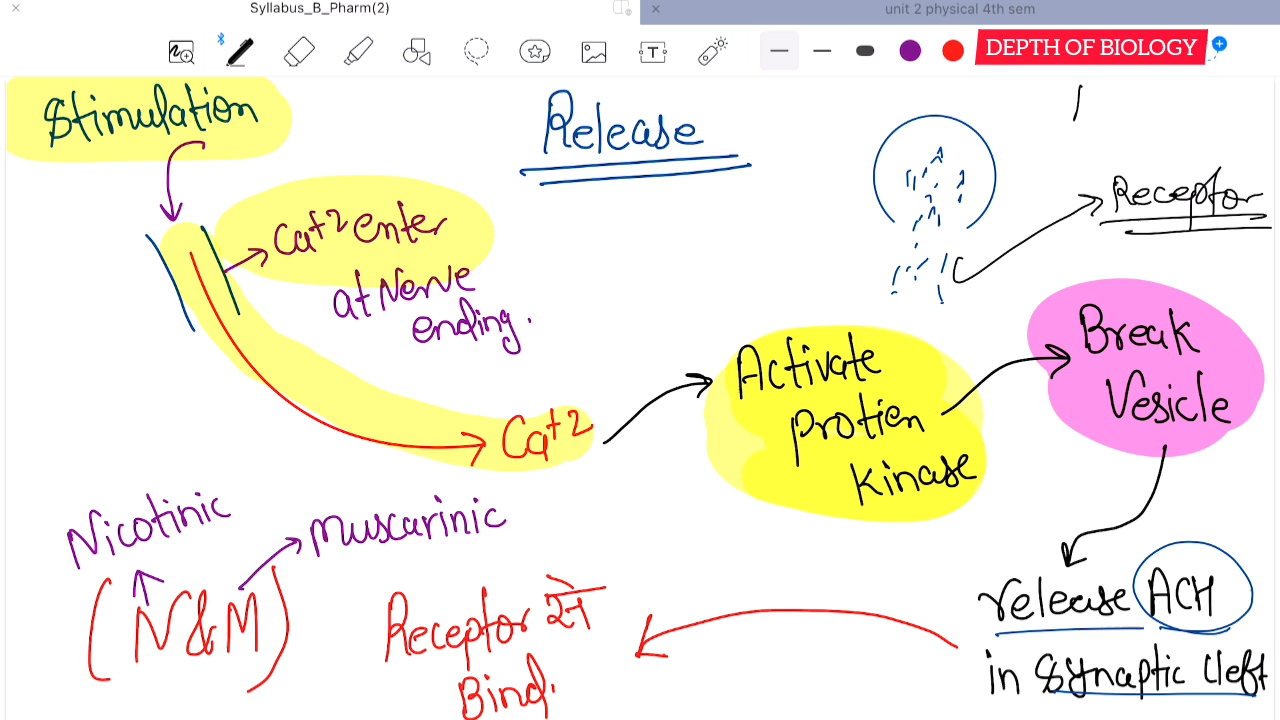 Syllabus_B_Pharm(2)
unit 2 physical 4th sem
DEPTH OF BIOLOGY
Stimulation
Release
Receptor
Ca+2 enter
at Nerve
ending.
Break
Vesicle
Activate
protien
kinase
Ca+2
Nicotinic
Muscarinic
(N&M)
Receptor से
Bind.
release ACH
in synaptic cleft